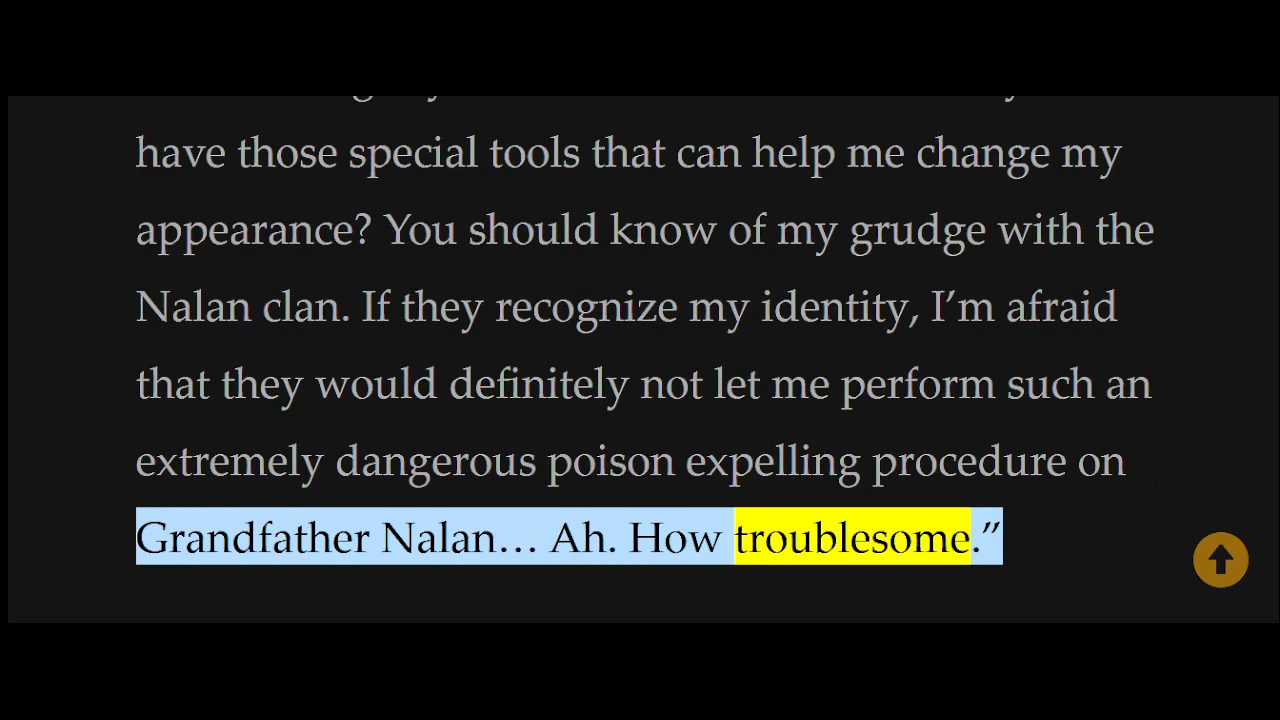 have those special tools that can help me change my
appearance? You should know of my grudge with the
Nalan clan. If they recognize my identity, I’m afraid
that they would definitely not let me perform such an
extremely dangerous poison expelling procedure on
Grandfather Nalan… Ah. How troublesome.”